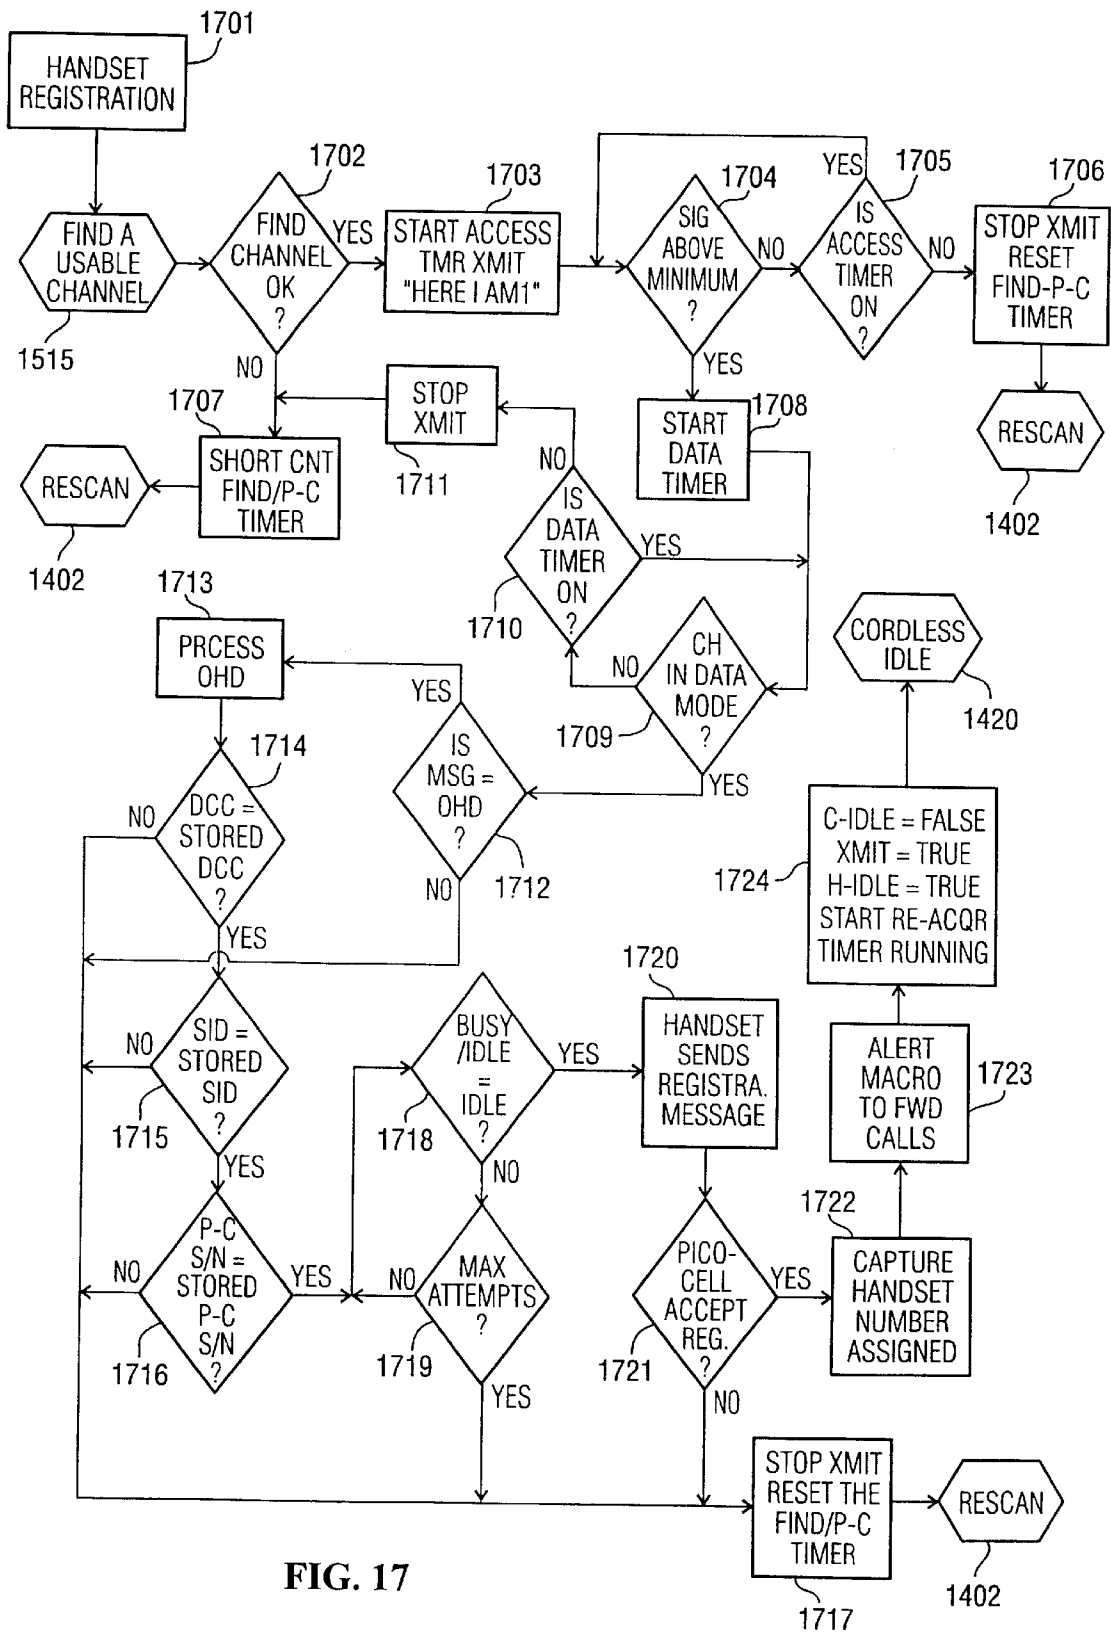 1701
HANDSET
REGISTRATION
FIND A
USABLE
CHANNEL
1515
1702
FIND
CHANNEL
OK
?
YES
NO
1703
START ACCESS
TMR XMIT
"HERE I AM1"
1704
SIG
ABOVE
MINIMUM
?
NO
YES
1705
YES
IS
ACCESS
TIMER
ON
?
NO
1706
STOP XMIT
RESET
FIND-P-C
TIMER
RESCAN
1402
1707
SHORT CNT
FIND/P-C
TIMER
RESCAN
1402
STOP
XMIT
1711
1708
START
DATA
TIMER
NO
IS
DATA
TIMER
ON
?
YES
1710
CH
IN DATA
MODE
?
NO
1709
YES
1713
PRCESS
OHD
YES
IS
MSG =
OHD
?
1712
NO
1714
DCC =
STORED
DCC
?
NO
YES
SID =
STORED
SID
?
NO
1715
YES
P-C
S/N =
STORED
P-C
S/N
?
NO
YES
1716
BUSY
/IDLE
=
IDLE
?
YES
1718
NO
MAX
ATTEMPTS
?
NO
1719
YES
1720
HANDSET
SENDS
REGISTRA.
MESSAGE
PICO-
CELL
ACCEPT
REG.
?
YES
1721
NO
1722
CAPTURE
HANDSET
NUMBER
ASSIGNED
ALERT
MACRO
TO FWD
CALLS
1723
C-IDLE = FALSE
XMIT = TRUE
H-IDLE = TRUE
START RE-ACQR
TIMER RUNNING
1724
CORDLESS
IDLE
1420
STOP XMIT
RESET THE
FIND/P-C
TIMER
1717
RESCAN
1402
FIG. 17